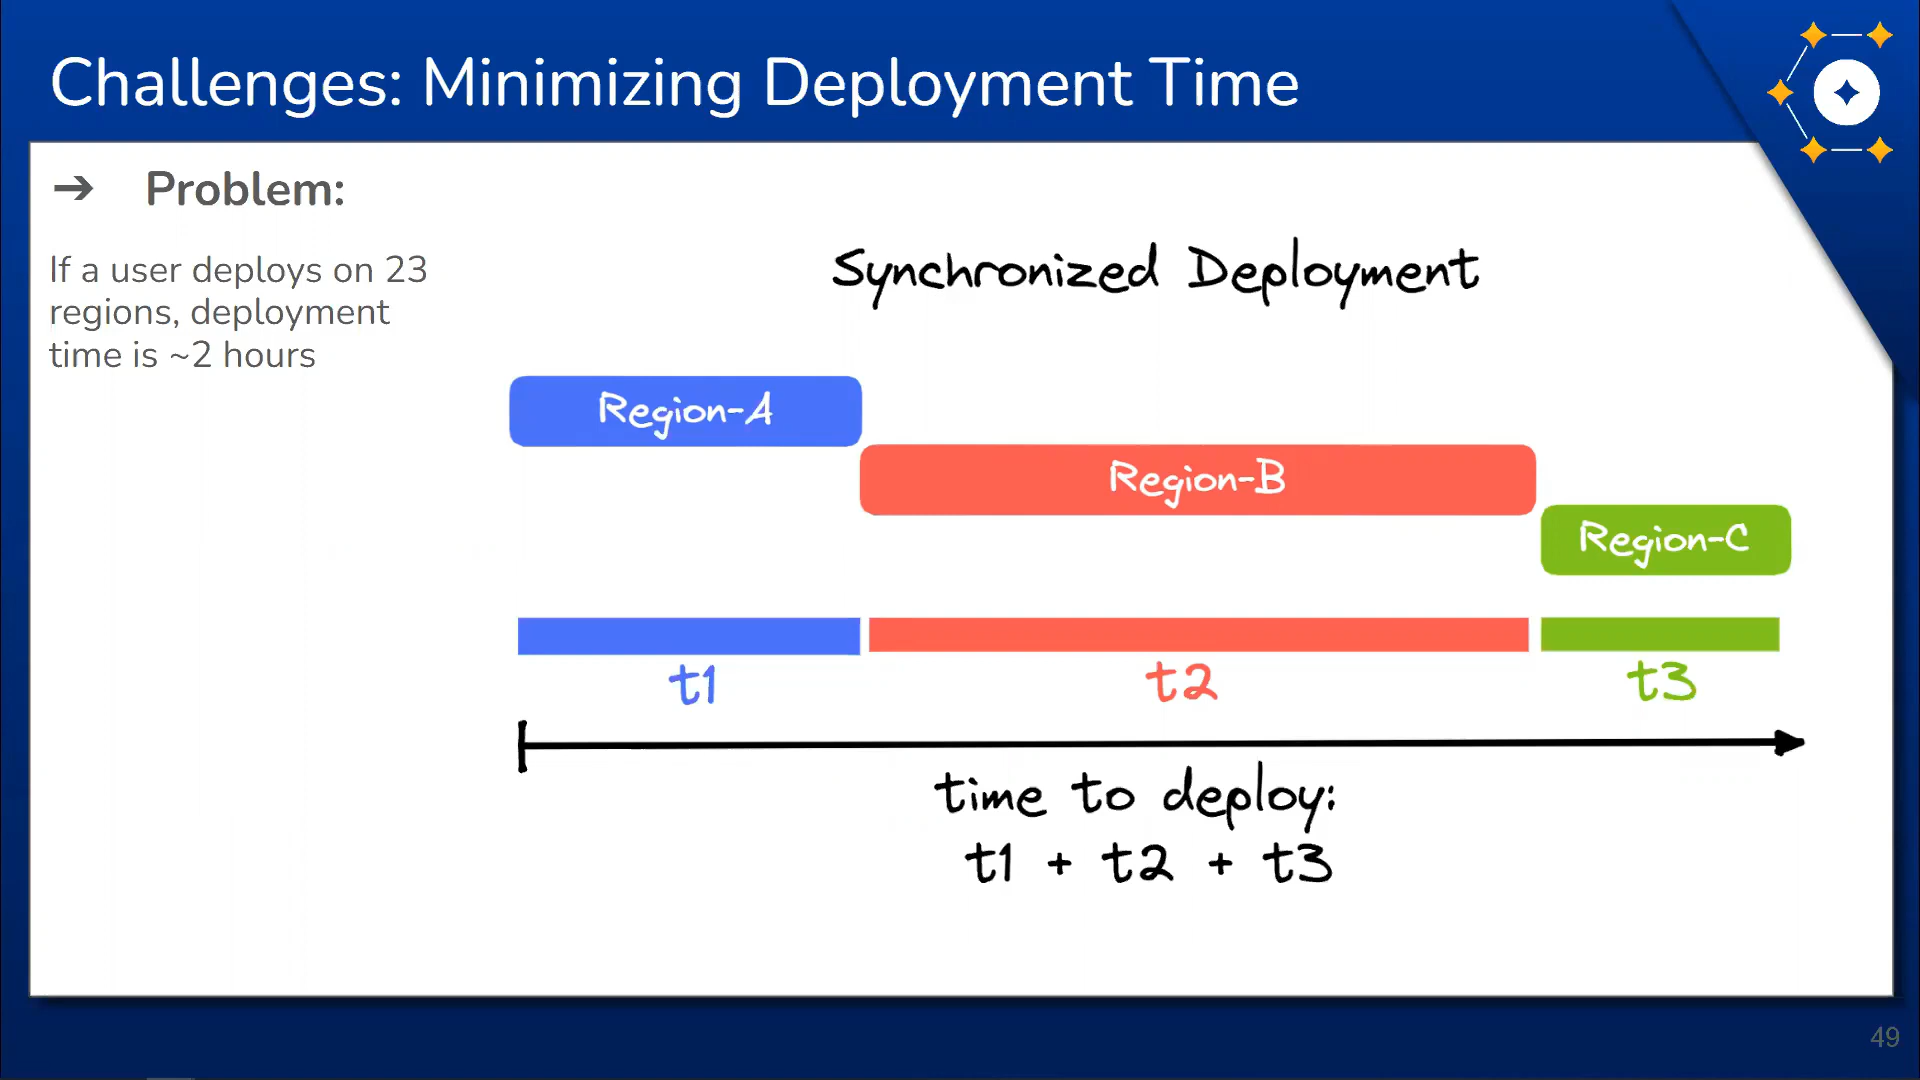 Challenges: Minimizing Deployment Time
➔ Problem:
If a user deploys on 23
regions, deployment
time is ~2 hours
Synchronized Deployment
Region-A
Region-B
Region-C
t1
t2
t3
time to deploy:
t1 + t2 + t3
49